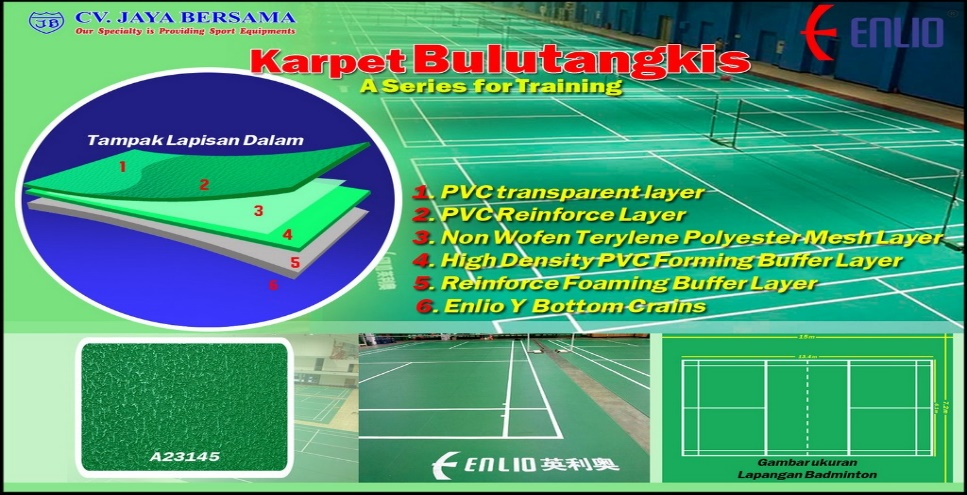 JB
CV. JAYA BERSAMA
Our Specialty is Providing Sport Equipments
ENLIO
Karpet Bulutangkis
A Series for Training
Tampak Lapisan Dalam
1
2
3
4
5
6
1. PVC transparent layer
2. PVC Reinforce Layer
3. Non Wofen Terylene Polyester Mesh Layer
4. High Density PVC Forming Buffer Layer
5. Reinforce Foaming Buffer Layer
6. Enlio Y Bottom Grains
A23145
ENLIO 英利奥
13.4m
Gambar ukuran
Lapangan Badminton